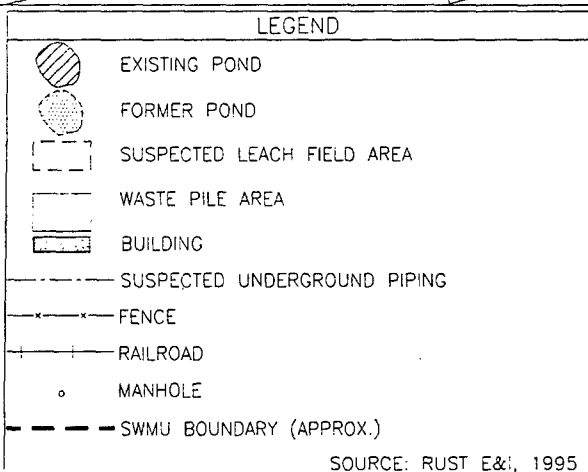 LEGEND
EXISTING POND
FORMER POND
SUSPECTED LEACH FIELD AREA
WASTE PILE AREA
BUILDING
SUSPECTED UNDERGROUND PIPING
FENCE
RAILROAD
MANHOLE
SWMU BOUNDARY (APPROX.)
SOURCE: RUST E&I, 1995